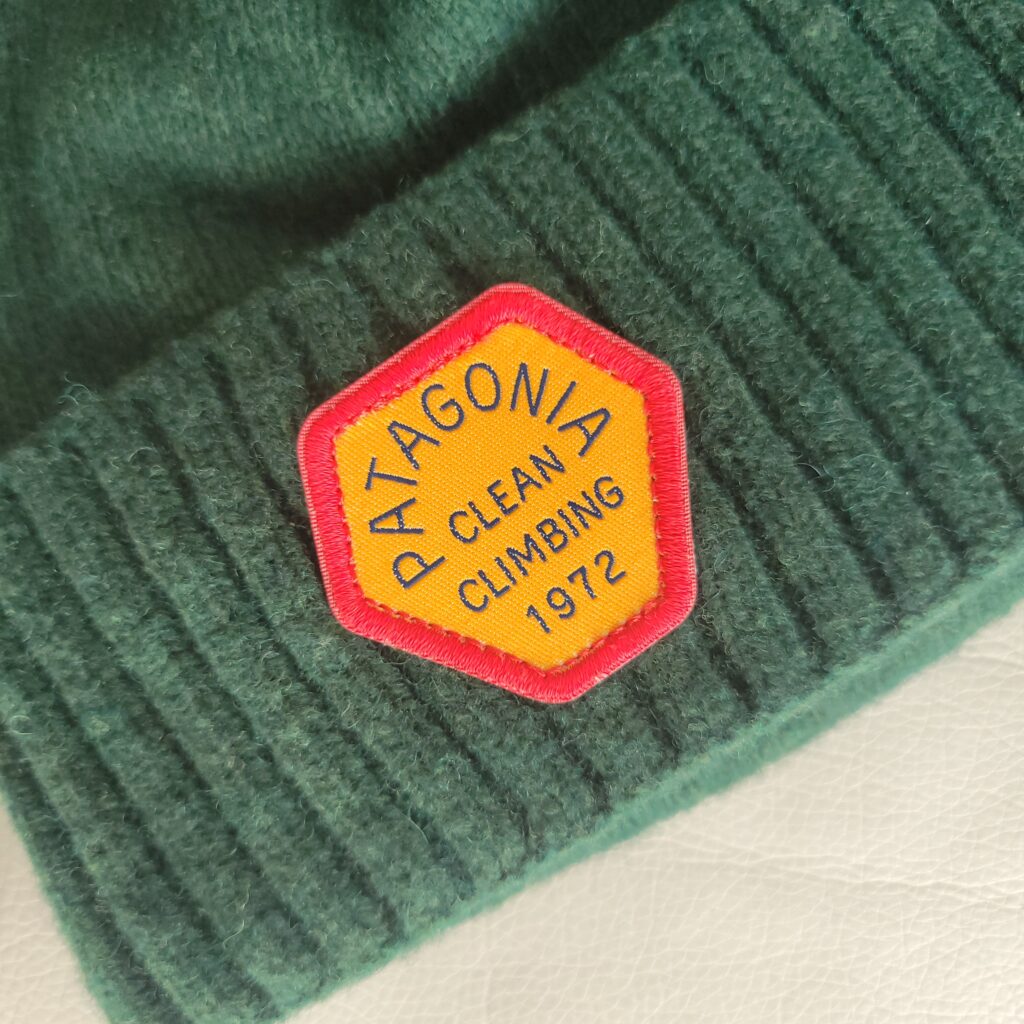 PATAGONIA
CLEAN
CLIMBING
1972